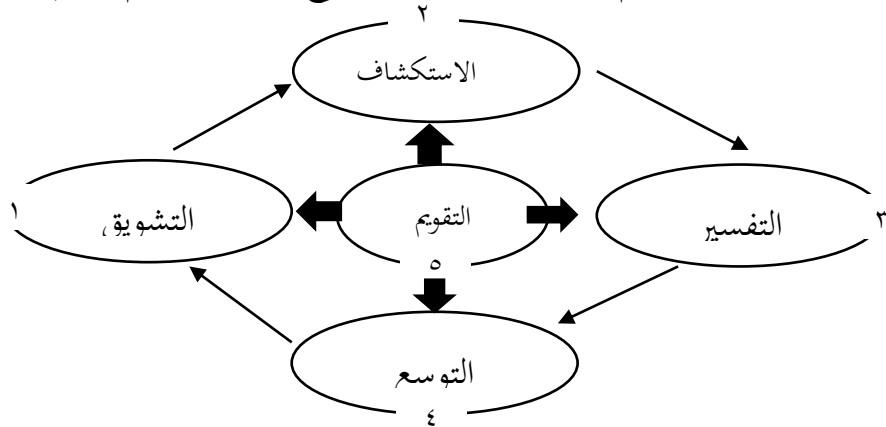 ٢
الاستكشاف
١
التشويق
التقويم
٥
التفسير
٣
التوسع
٤